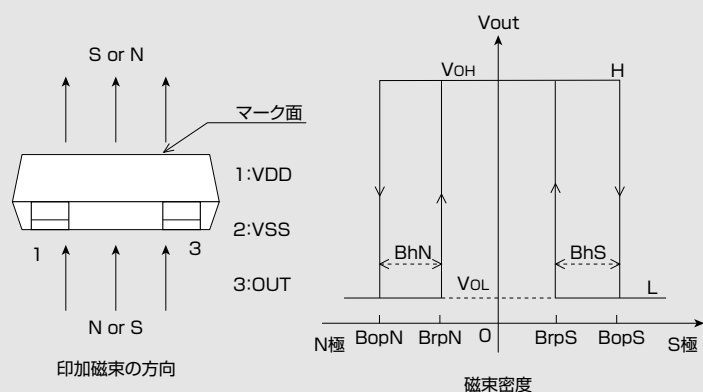 S or N
マーク面
1:VDD
2:VSS
3:OUT
1
3
N or S
印加磁束の方向
Vout
VOH
H
BhN
BhS
VOL
L
N極
BopN
BrpN
0
BrpS
BopS
S極
磁束密度